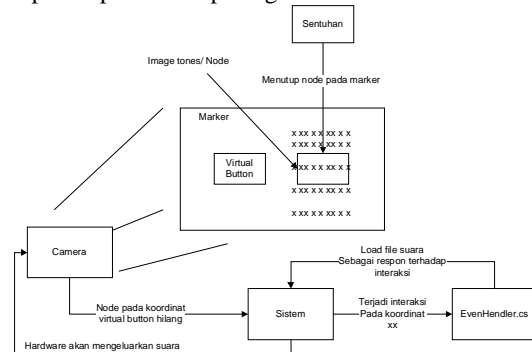 Sentuhan
Image tones/ Node
Menutup node pada marker
Marker
x xx x x xx x x
x xx x x xx x x
Virtual
Button
x xx x x xx x x
x xx x x xx x x
x xx x x xx x x
Camera
Load file suara
Sebagai respon terhadap
interaksi
Node pada koordinat
virtual button hilang
Sistem
Terjadi interaksi
Pada koordinat
xx
EvenHendler.cs
Hardware akan mengeluarkan suara